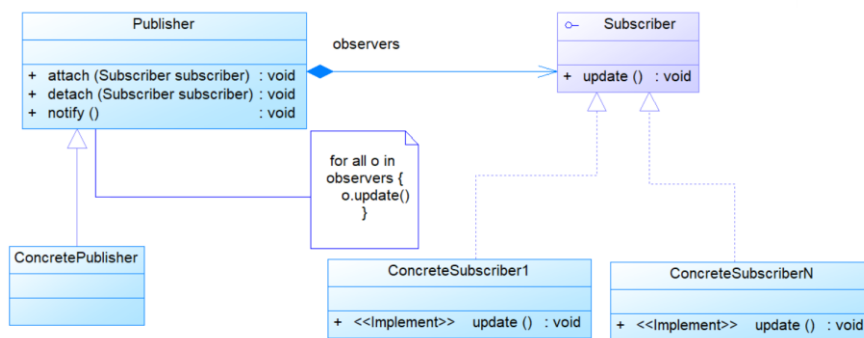 Publisher
+ attach (Subscriber subscriber) : void
+ detach (Subscriber subscriber) : void
+ notify () : void
observers
Subscriber
+ update () : void
for all o in
observers {
o.update()
}
ConcretePublisher
ConcreteSubscriber1
+ <<Implement>> update () : void
ConcreteSubscriberN
+ <<Implement>> update () : void